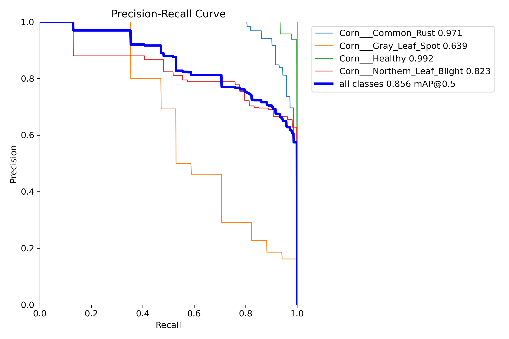 Precision-Recall Curve
Corn___Common_Rust 0.971
Corn___Gray_Leaf_Spot 0.639
Corn___Healthy 0.992
Corn___Northern_Leaf_Blight 0.823
all classes 0.856 mAP@0.5
1.0
0.8
0.6
0.4
0.2
0.0
Precision
0.0 0.2 0.4 0.6 0.8 1.0
Recall